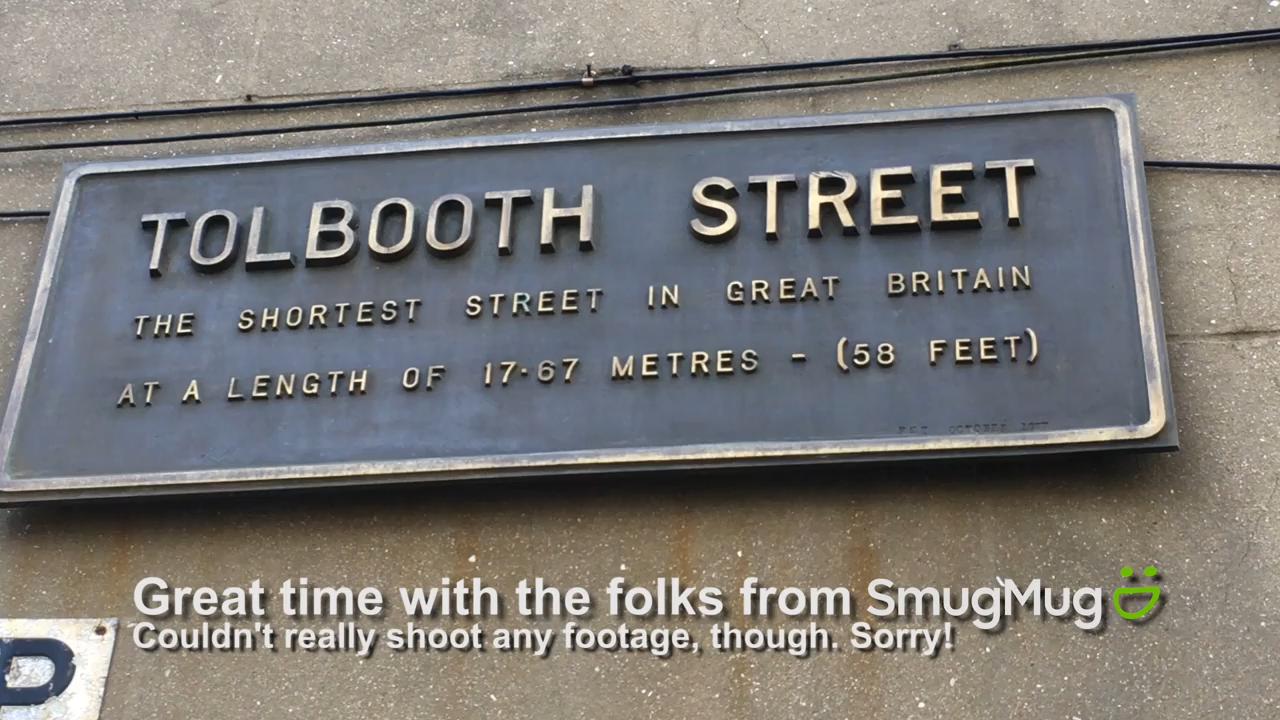 TOLBOOTH STREET
THE SHORTEST STREET IN GREAT BRITAIN
AT A LENGTH OF 17·67 METRES - (58 FEET)
Great time with the folks from SmugMug
Couldn't really shoot any footage, though. Sorry!
P